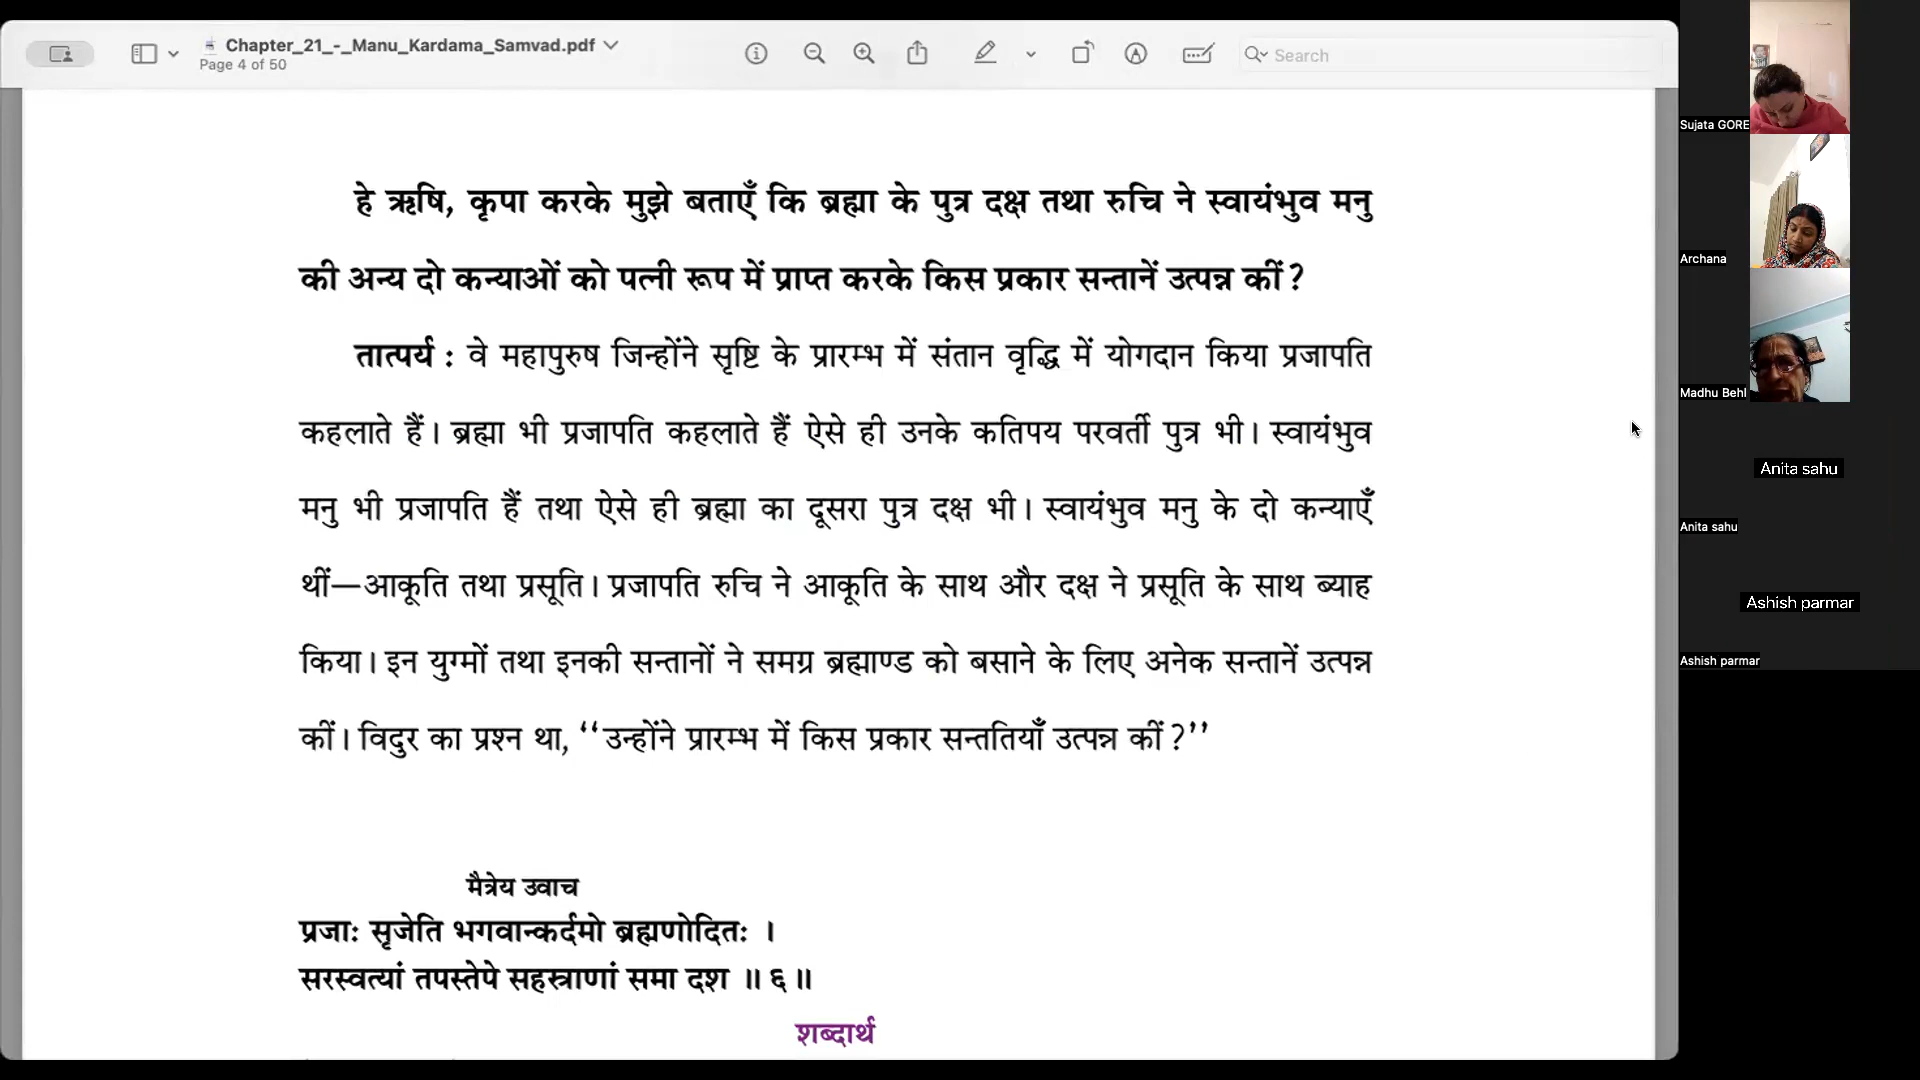 Chapter_21_-_Manu_Kardama_Samvad.pdf
Page 4 of 50
Search
हे ऋषि, कृपा करके मुझे बताएँ कि ब्रह्मा के पुत्र दक्ष तथा रुचि ने स्वायंभुव मनु
की अन्य दो कन्याओं को पत्नी रूप में प्राप्त करके किस प्रकार सन्तानें उत्पन्न कीं?
तात्पर्य : वे महापुरुष जिन्होंने सृष्टि के प्रारम्भ में संतान वृद्धि में योगदान किया प्रजापति
कहलाते हैं। ब्रह्मा भी प्रजापति कहलाते हैं ऐसे ही उनके कतिपय परवर्ती पुत्र भी। स्वायंभुव
मनु भी प्रजापति हैं तथा ऐसे ही ब्रह्मा का दूसरा पुत्र दक्ष भी। स्वायंभुव मनु के दो कन्याएँ
थीं—आकूति तथा प्रसूति। प्रजापति रुचि ने आकूति के साथ और दक्ष ने प्रसूति के साथ ब्याह
किया। इन युग्मों तथा इनकी सन्तानों ने समग्र ब्रह्माण्ड को बसाने के लिए अनेक सन्तानें उत्पन्न
कीं। विदुर का प्रश्न था, ‘‘उन्होंने प्रारम्भ में किस प्रकार सन्ततियाँ उत्पन्न कीं?’’
मैत्रेय उवाच
प्रजाः सृजेति भगवान्कर्दमो ब्रह्मणोदितः ।
सरस्वत्यां तपस्तेपे सहस्राणां समा दश ॥ ६॥
शब्दार्थ
Sujata GORE
Archana
Madhu Behl
Anita sahu
Anita sahu
Ashish parmar
Ashish parmar